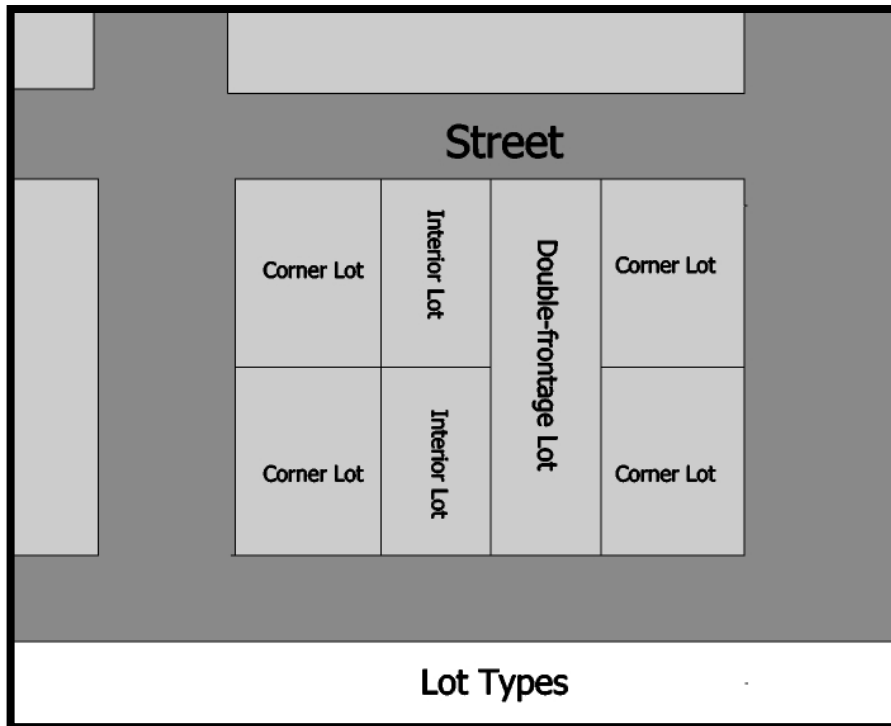 Street
Corner Lot
Interior Lot
Double-frontage Lot
Corner Lot
Corner Lot
Interior Lot
Corner Lot
Lot Types